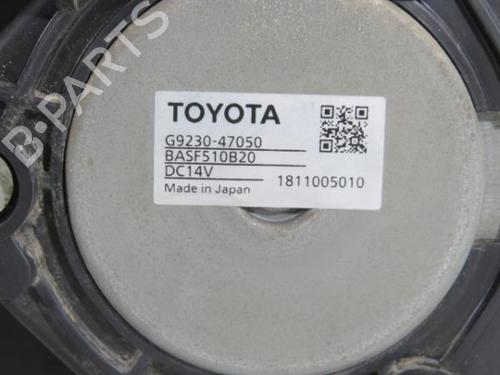 B-PARTS
TOYOTA
G9230-47050
BASF510B20
DC14V
Made in Japan
1811005010